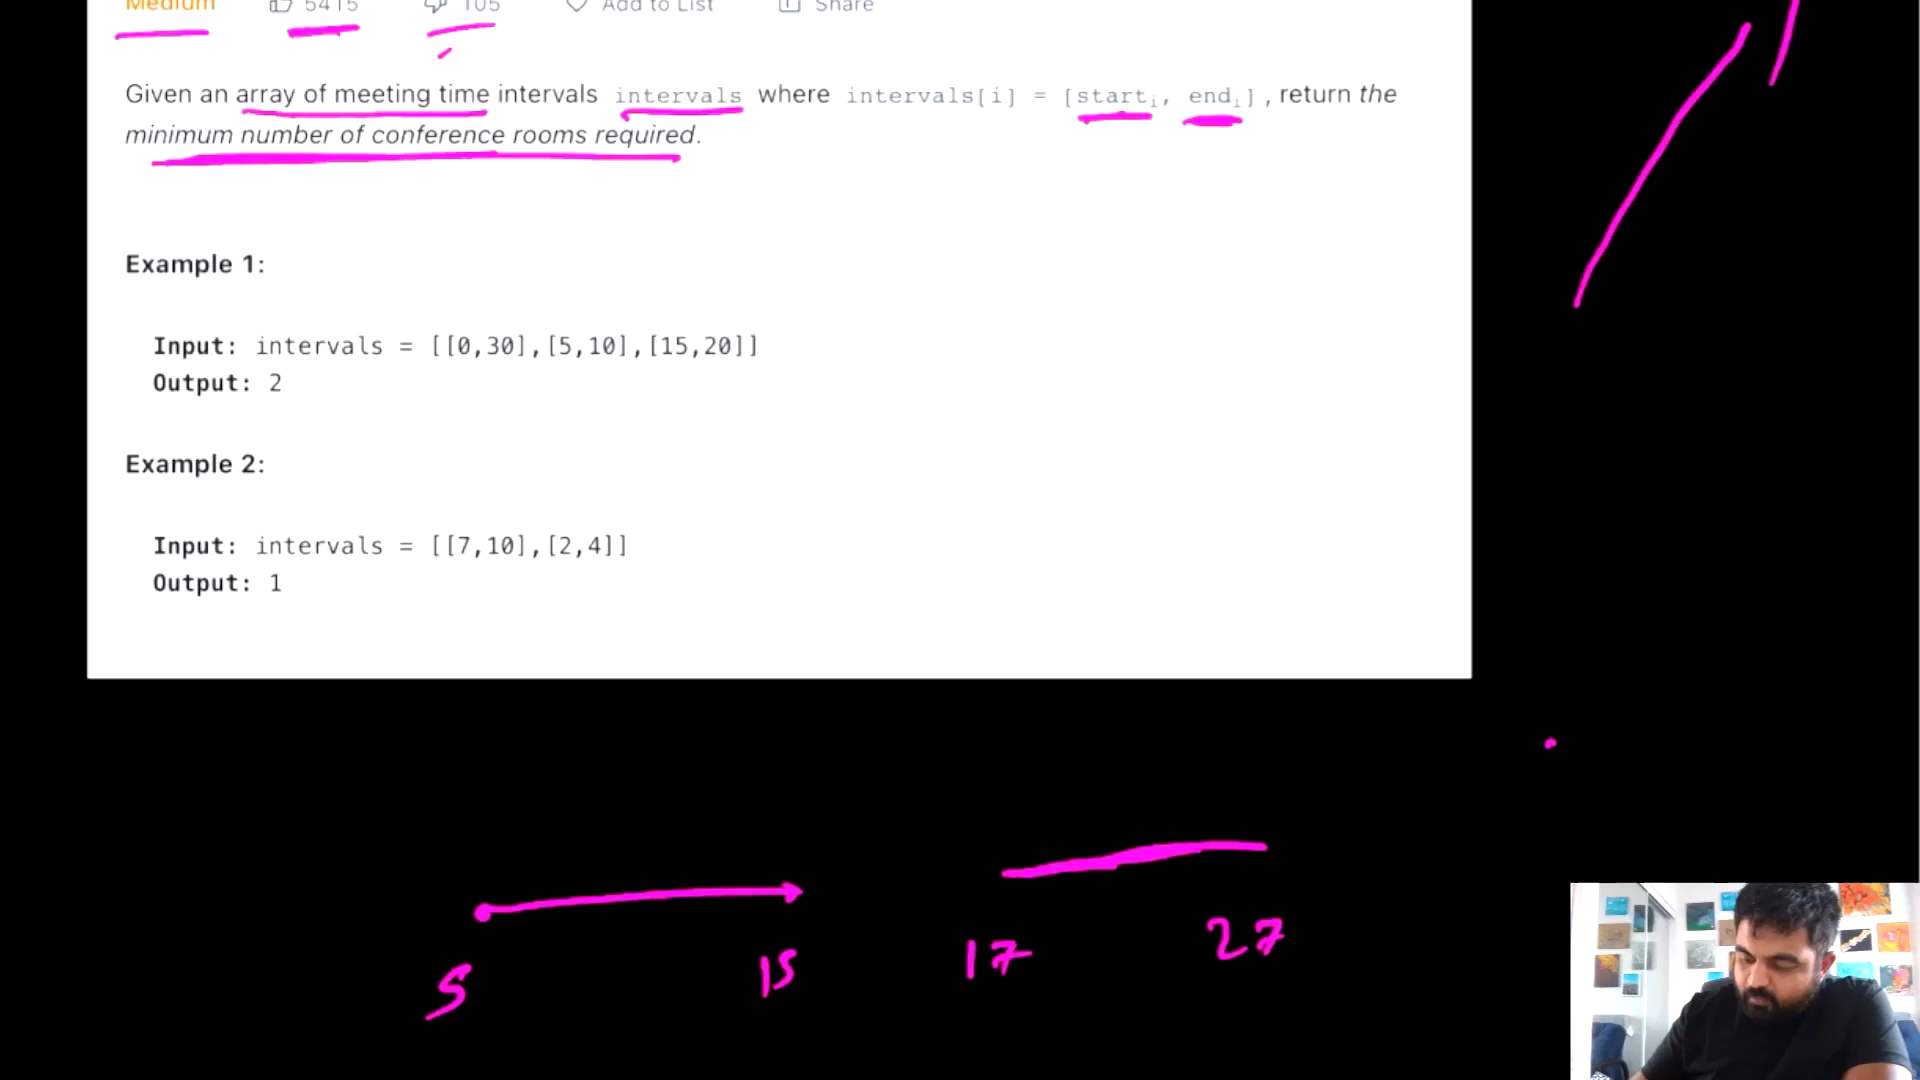 Medium 5415 105 Add to List Share
Given an array of meeting time intervals intervals where intervals[i] = [starti, endi], return the
minimum number of conference rooms required.
Example 1:
Input: intervals = [[0,30],[5,10],[15,20]]
Output: 2
Example 2:
Input: intervals = [[7,10],[2,4]]
Output: 1
5 15 17 27